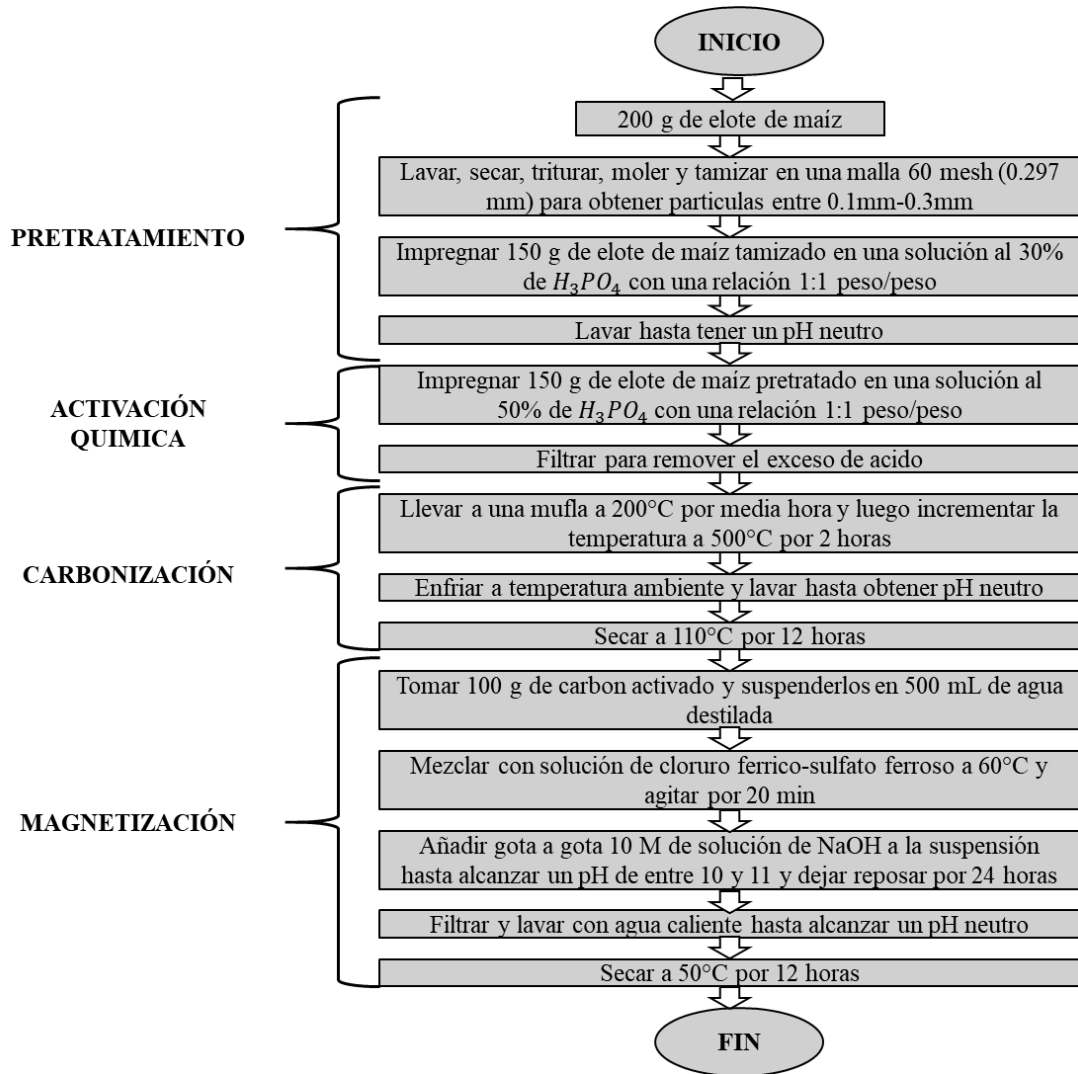 INICIO
200 g de elote de maíz
Lavar, secar, triturar, moler y tamizar en una malla 60 mesh (0.297
mm) para obtener particulas entre 0.1mm-0.3mm
PRETRATAMIENTO
Impregnar 150 g de elote de maíz tamizado en una solución al 30%
de H₃PO₄ con una relación 1:1 peso/peso
Lavar hasta tener un pH neutro
ACTIVACIÓN
QUIMICA
Impregnar 150 g de elote de maíz pretratado en una solución al
50% de H₃PO₄ con una relación 1:1 peso/peso
Filtrar para remover el exceso de acido
CARBONIZACIÓN
Llevar a una mufla a 200°C por media hora y luego incrementar la
temperatura a 500°C por 2 horas
Enfriar a temperatura ambiente y lavar hasta obtener pH neutro
Secar a 110°C por 12 horas
MAGNETIZACIÓN
Tomar 100 g de carbon activado y suspenderlos en 500 mL de agua
destilada
Mezclar con solución de cloruro ferrico-sulfato ferroso a 60°C y
agitar por 20 min
Añadir gota a gota 10 M de solución de NaOH a la suspensión
hasta alcanzar un pH de entre 10 y 11 y dejar reposar por 24 horas
Filtrar y lavar con agua caliente hasta alcanzar un pH neutro
Secar a 50°C por 12 horas
FIN